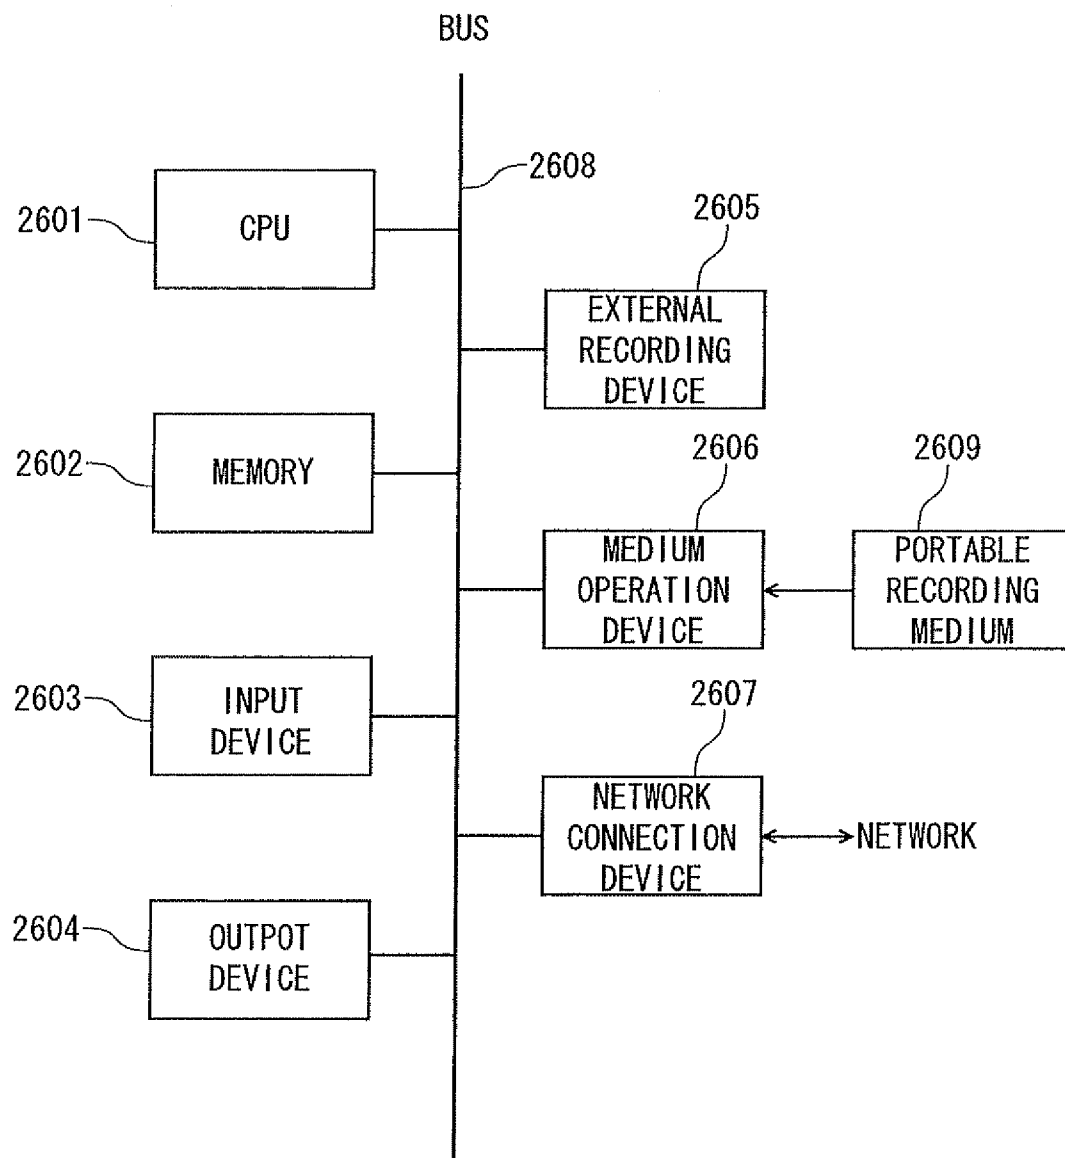 BUS
2608
2601
CPU
2605
EXTERNAL
RECORDING
DEVICE
2602
MEMORY
2606
MEDIUM
OPERATION
DEVICE
2609
PORTABLE
RECORDING
MEDIUM
2603
INPUT
DEVICE
2607
NETWORK
CONNECTION
DEVICE
NETWORK
2604
OUTPOT
DEVICE